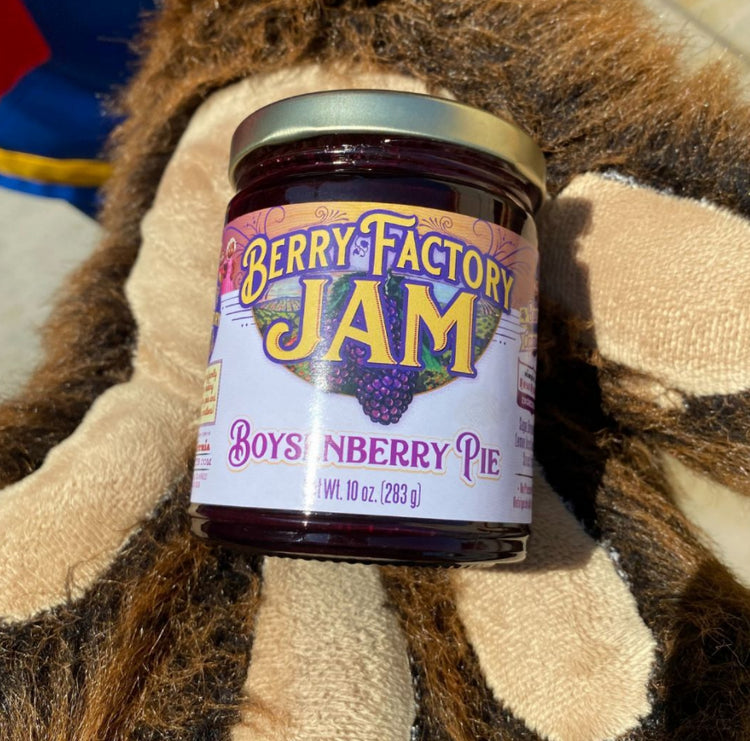 BERRY FACTORY
JAM
BOYSENBERRY PIE
Wt. 10 oz. (283 g)